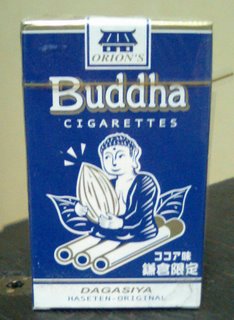 ORION'S
Buddha
CIGARETTES
ココア味
鎌倉限定
DAGASIYA
HASETEN-ORIGINAL